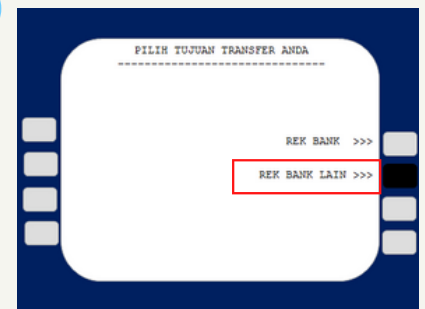 PILIH TUJUAN TRANSFER ANDA
-------------------------------
REK BANK >>>
REK BANK LAIN >>>